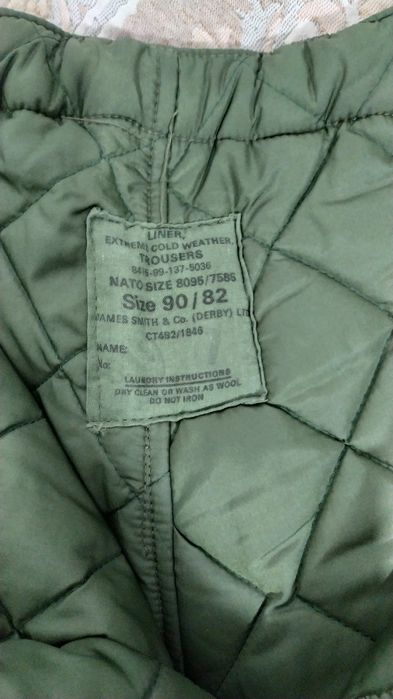 LINER,
EXTREME COLD WEATHER,
TROUSERS
8415-99-137-5036
NATO SIZE 8095/7585
Size 90/82
JAMES SMITH & Co. (DERBY) LTD
CT4B2/1846
NAME:
No:
LAUNDRY INSTRUCTIONS
DRY CLEAN OR WASH AS WOOL
DO NOT IRON